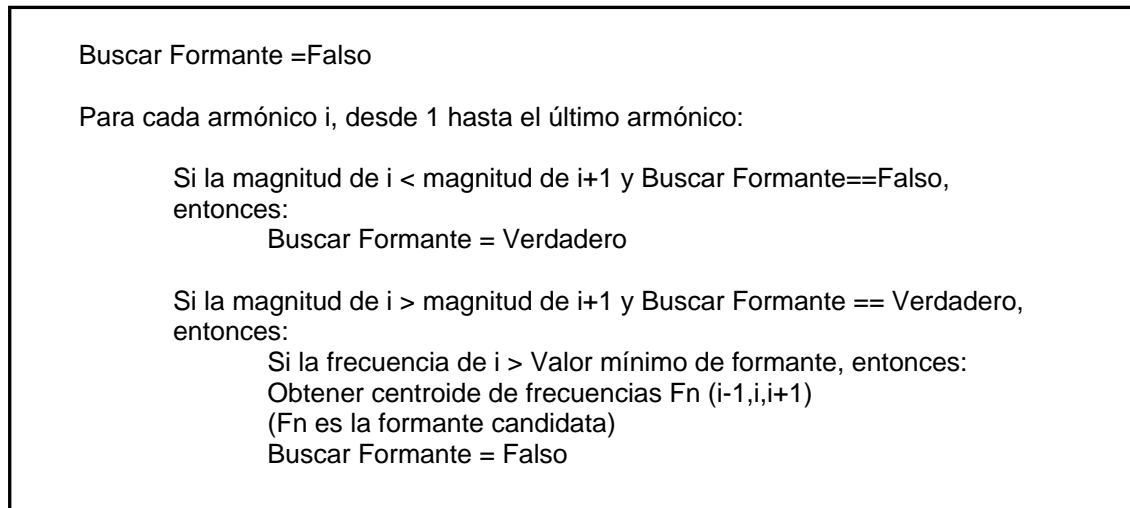 Buscar Formante =Falso
Para cada armónico i, desde 1 hasta el último armónico:
Si la magnitud de i < magnitud de i+1 y Buscar Formante==Falso,
entonces:
Buscar Formante = Verdadero
Si la magnitud de i > magnitud de i+1 y Buscar Formante == Verdadero,
entonces:
Si la frecuencia de i > Valor mínimo de formante, entonces:
Obtener centroide de frecuencias Fn (i-1,i,i+1)
(Fn es la formante candidata)
Buscar Formante = Falso